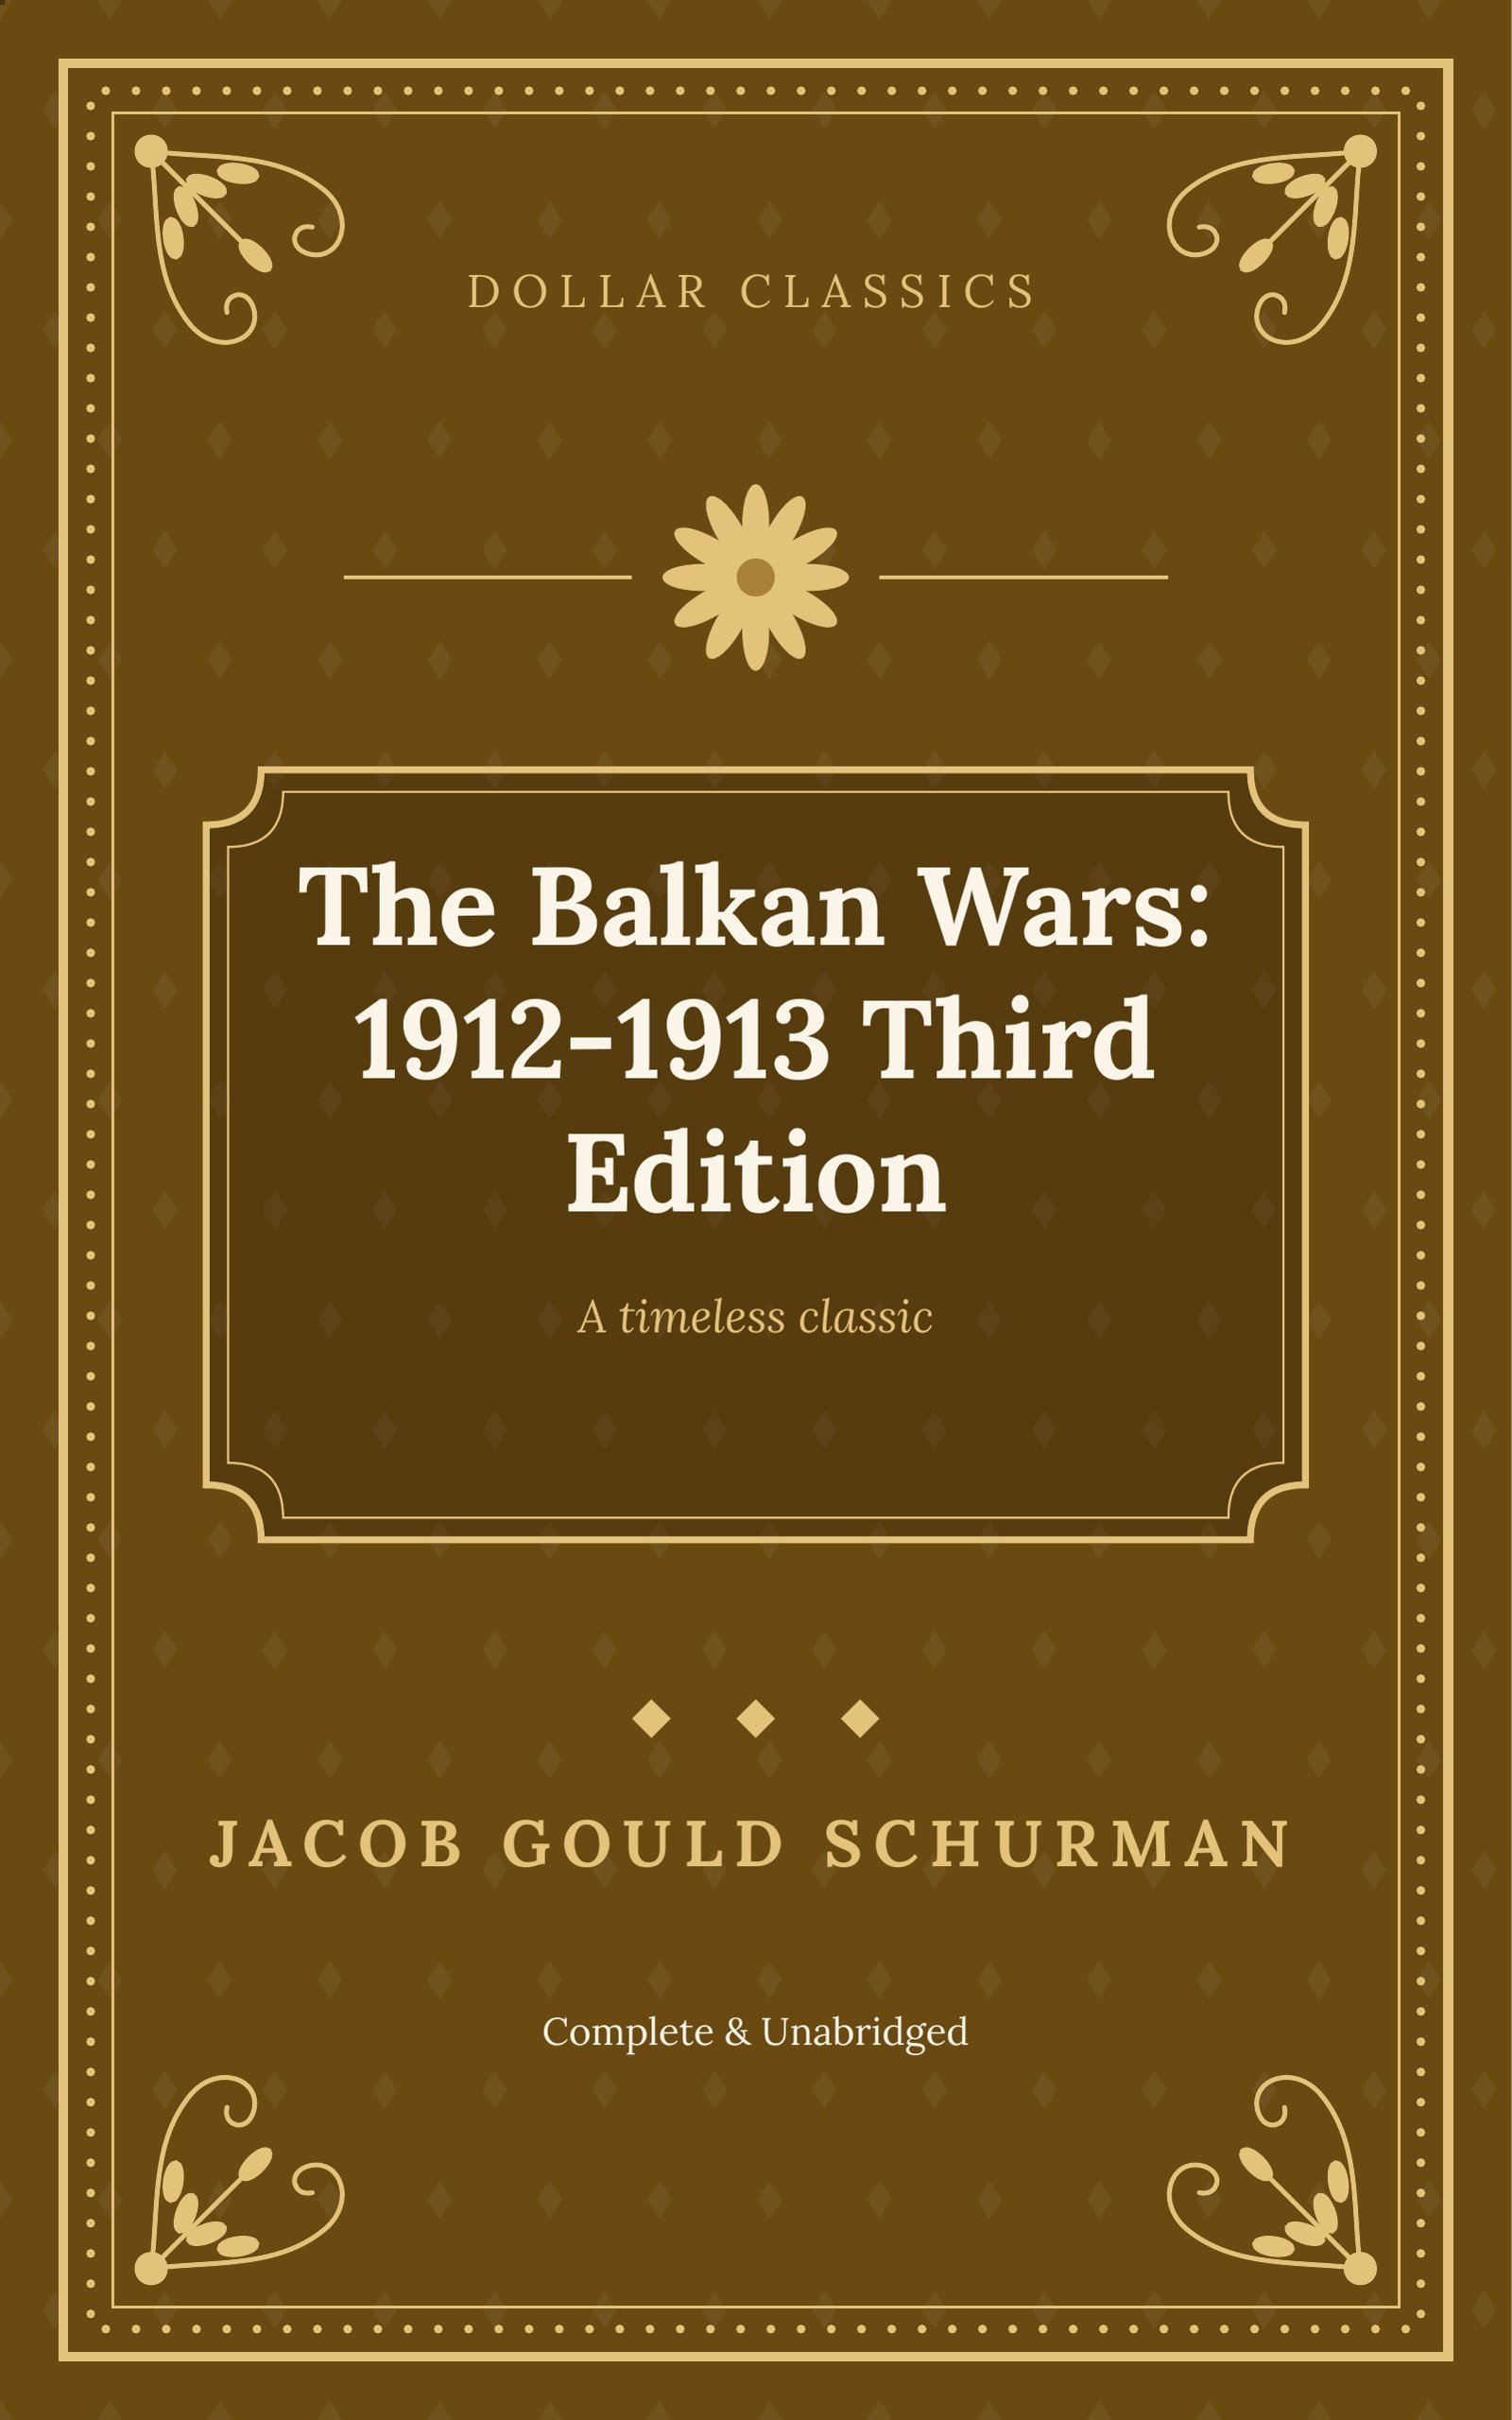 DOLLAR CLASSICS
The Balkan Wars:
1912–1913 Third
Edition
A timeless classic
JACOB GOULD SCHURMAN
Complete & Unabridged